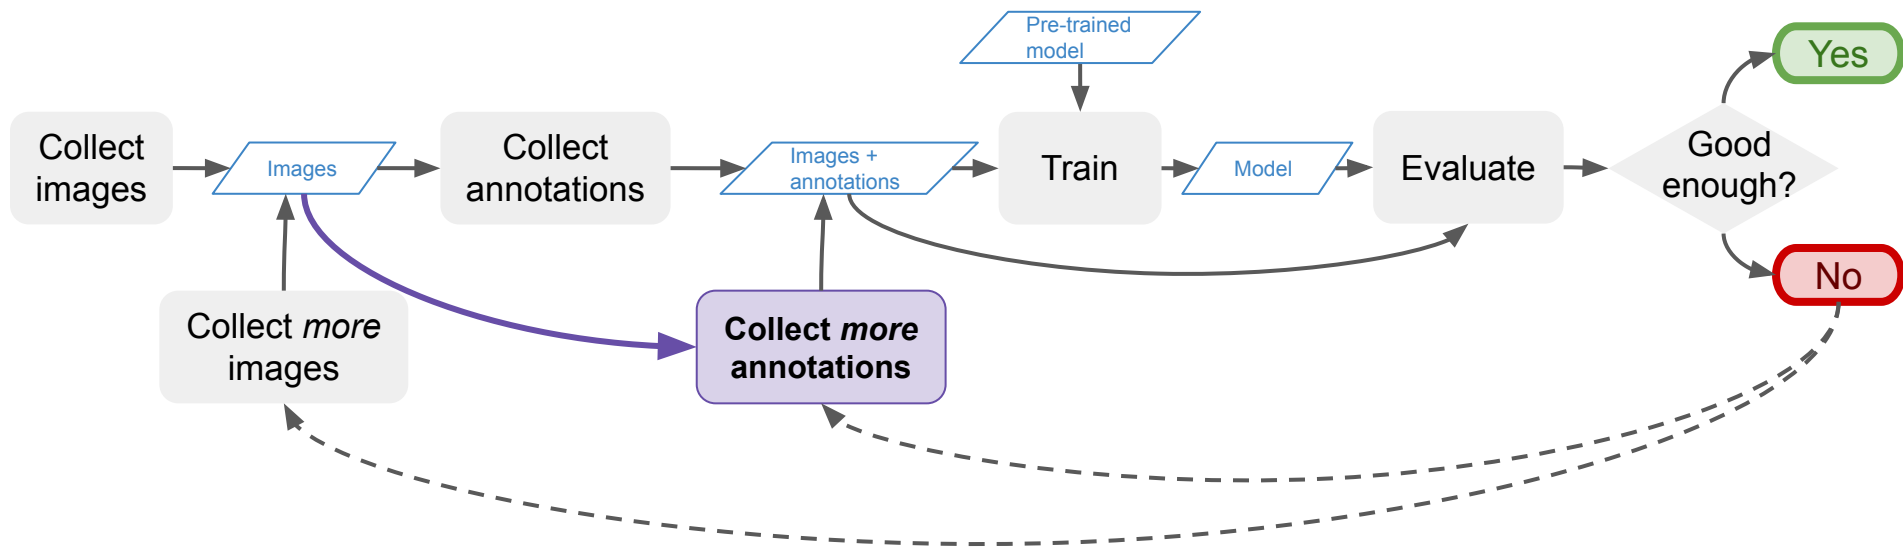 Pre-trained
model
Yes
Collect
images
Images
Collect
annotations
Images +
annotations
Train
Model
Evaluate
Good
enough?
No
Collect more
images
Collect more
annotations